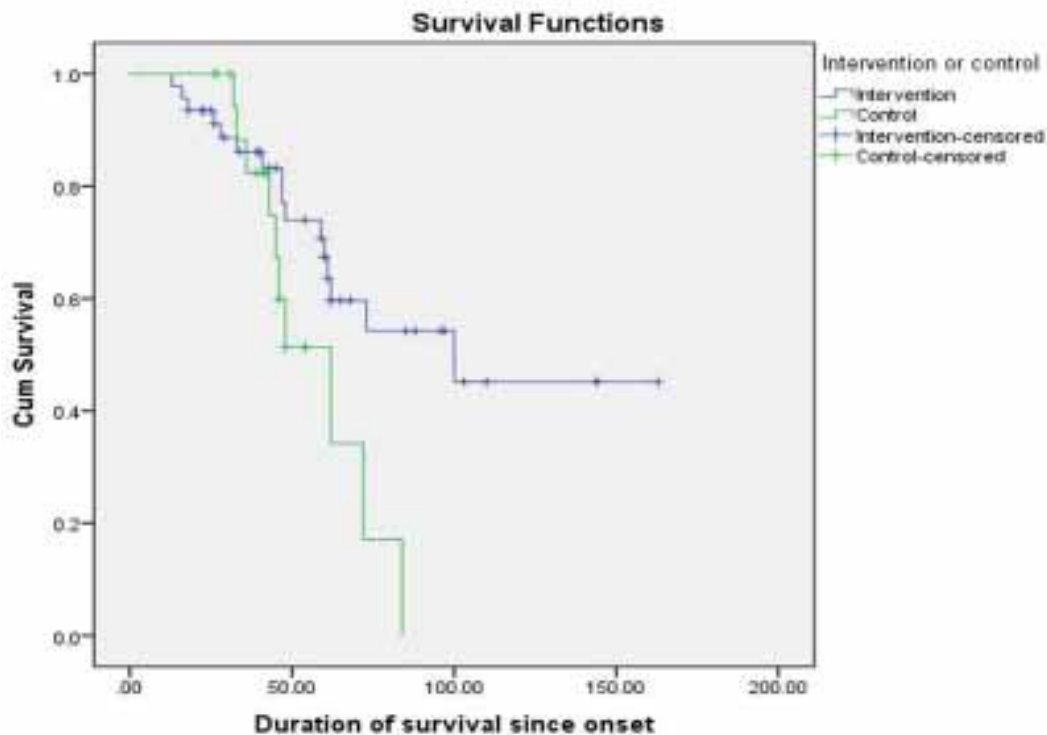 Survival Functions
Intervention or control
Intervention
Control
Intervention-censored
Control-censored
Cum Survival
1.0
0.8
0.6
0.4
0.2
0.0
.00 50.00 100.00 150.00 200.00
Duration of survival since onset